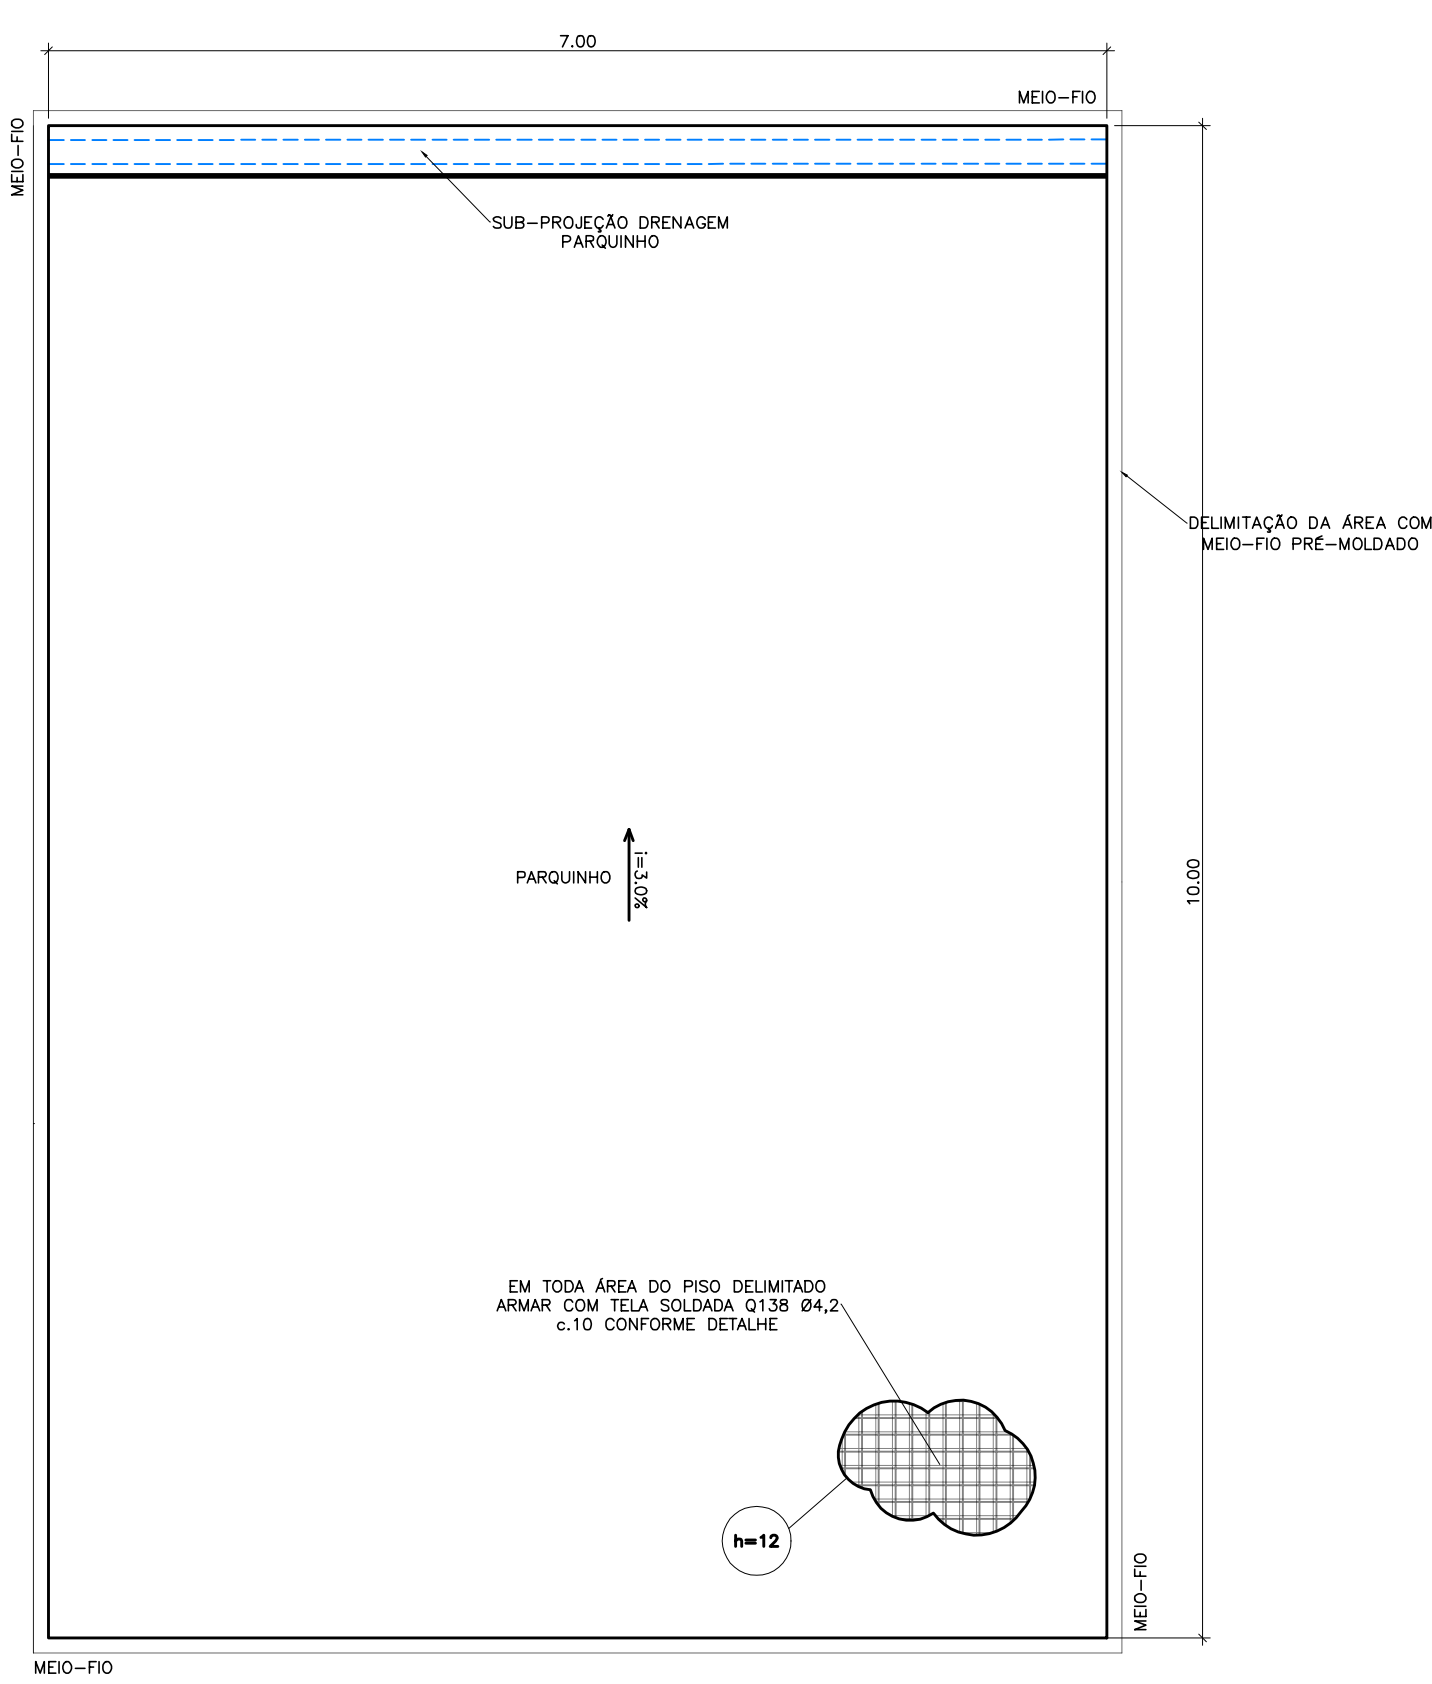 7.00
MEIO-FIO
MEIO-FIO
SUB-PROJEÇÃO DRENAGEM
PARQUINHO
DELIMITAÇÃO DA ÁREA COM
MEIO-FIO PRÉ-MOLDADO
PARQUINHO
i=3.0%
10.00
EM TODA ÁREA DO PISO DELIMITADO
ARMAR COM TELA SOLDADA Q138 Ø4,2
c.10 CONFORME DETALHE
h=12
MEIO-FIO
MEIO-FIO